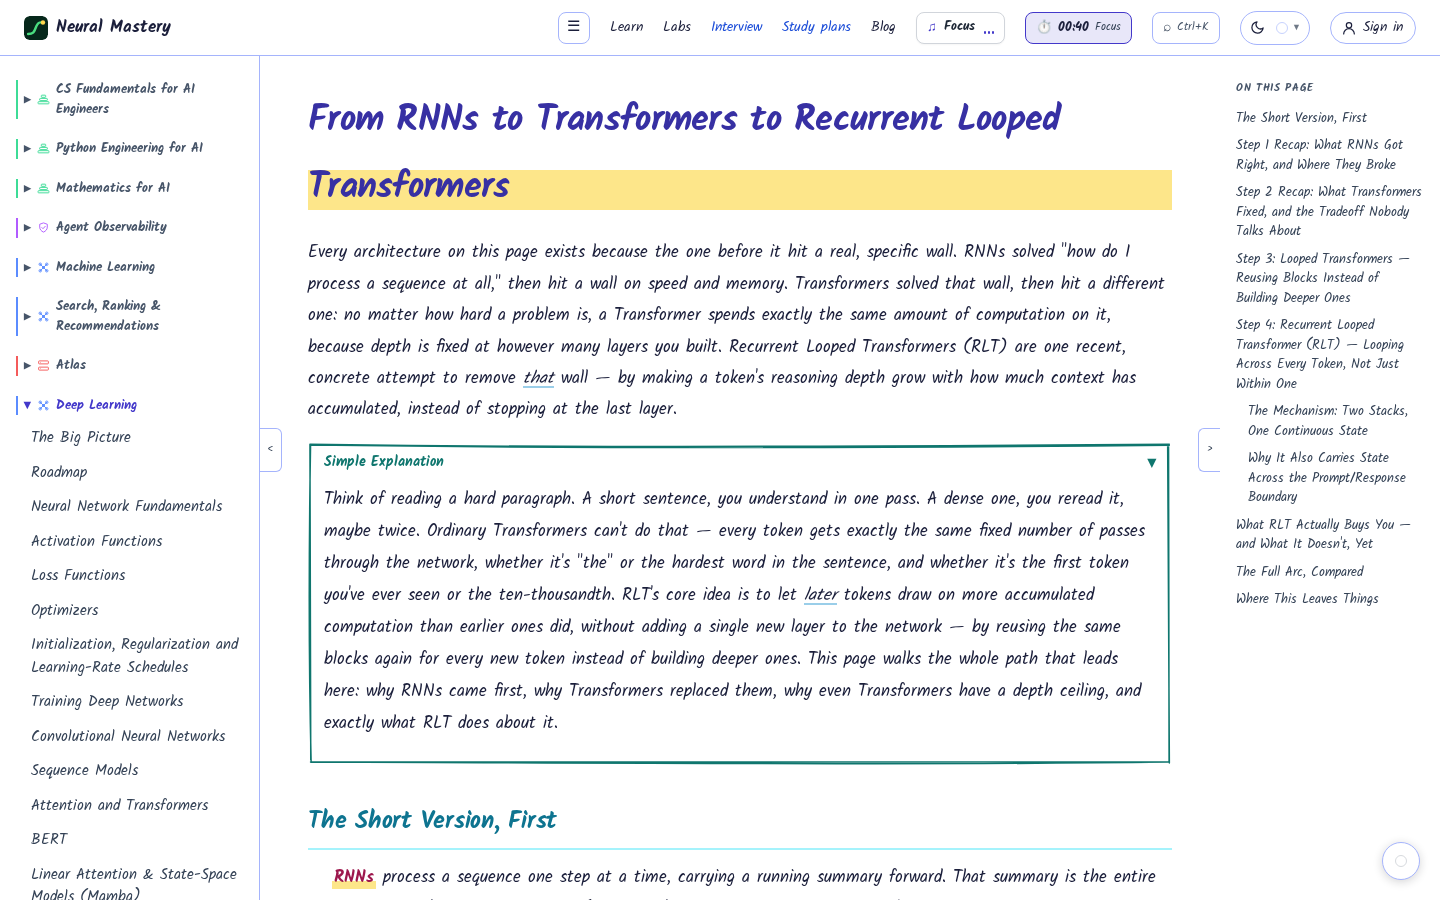 Neural Mastery
☰
Learn
Labs
Interview
Study plans
Blog
♫ Focus ...
00:40 Focus
Ctrl+K
Sign in
CS Fundamentals for AI
Engineers
Python Engineering for AI
Mathematics for AI
Agent Observability
Machine Learning
Search, Ranking &
Recommendations
Atlas
Deep Learning
The Big Picture
Roadmap
Neural Network Fundamentals
Activation Functions
Loss Functions
Optimizers
Initialization, Regularization and
Learning-Rate Schedules
Training Deep Networks
Convolutional Neural Networks
Sequence Models
Attention and Transformers
BERT
Linear Attention & State-Space
Models (Mamba)
<
From RNNs to Transformers to Recurrent Looped
Transformers
Every architecture on this page exists because the one before it hit a real, specific wall. RNNs solved "how do I
process a sequence at all," then hit a wall on speed and memory. Transformers solved that wall, then hit a different
one: no matter how hard a problem is, a Transformer spends exactly the same amount of computation on it,
because depth is fixed at however many layers you built. Recurrent Looped Transformers (RLT) are one recent,
concrete attempt to remove that wall — by making a token's reasoning depth grow with how much context has
accumulated, instead of stopping at the last layer.
Simple Explanation
Think of reading a hard paragraph. A short sentence, you understand in one pass. A dense one, you reread it,
maybe twice. Ordinary Transformers can't do that — every token gets exactly the same fixed number of passes
through the network, whether it's "the" or the hardest word in the sentence, and whether it's the first token
you've ever seen or the ten-thousandth. RLT's core idea is to let later tokens draw on more accumulated
computation than earlier ones did, without adding a single new layer to the network — by reusing the same
blocks again for every new token instead of building deeper ones. This page walks the whole path that leads
here: why RNNs came first, why Transformers replaced them, why even Transformers have a depth ceiling, and
exactly what RLT does about it.
The Short Version, First
RNNs process a sequence one step at a time, carrying a running summary forward. That summary is the entire
>
ON THIS PAGE
The Short Version, First
Step 1 Recap: What RNNs Got
Right, and Where They Broke
Step 2 Recap: What Transformers
Fixed, and the Tradeoff Nobody
Talks About
Step 3: Looped Transformers —
Reusing Blocks Instead of
Building Deeper Ones
Step 4: Recurrent Looped
Transformer (RLT) — Looping
Across Every Token, Not Just
Within One
The Mechanism: Two Stacks,
One Continuous State
Why It Also Carries State
Across the Prompt/Response
Boundary
What RLT Actually Buys You —
and What It Doesn't, Yet
The Full Arc, Compared
Where This Leaves Things